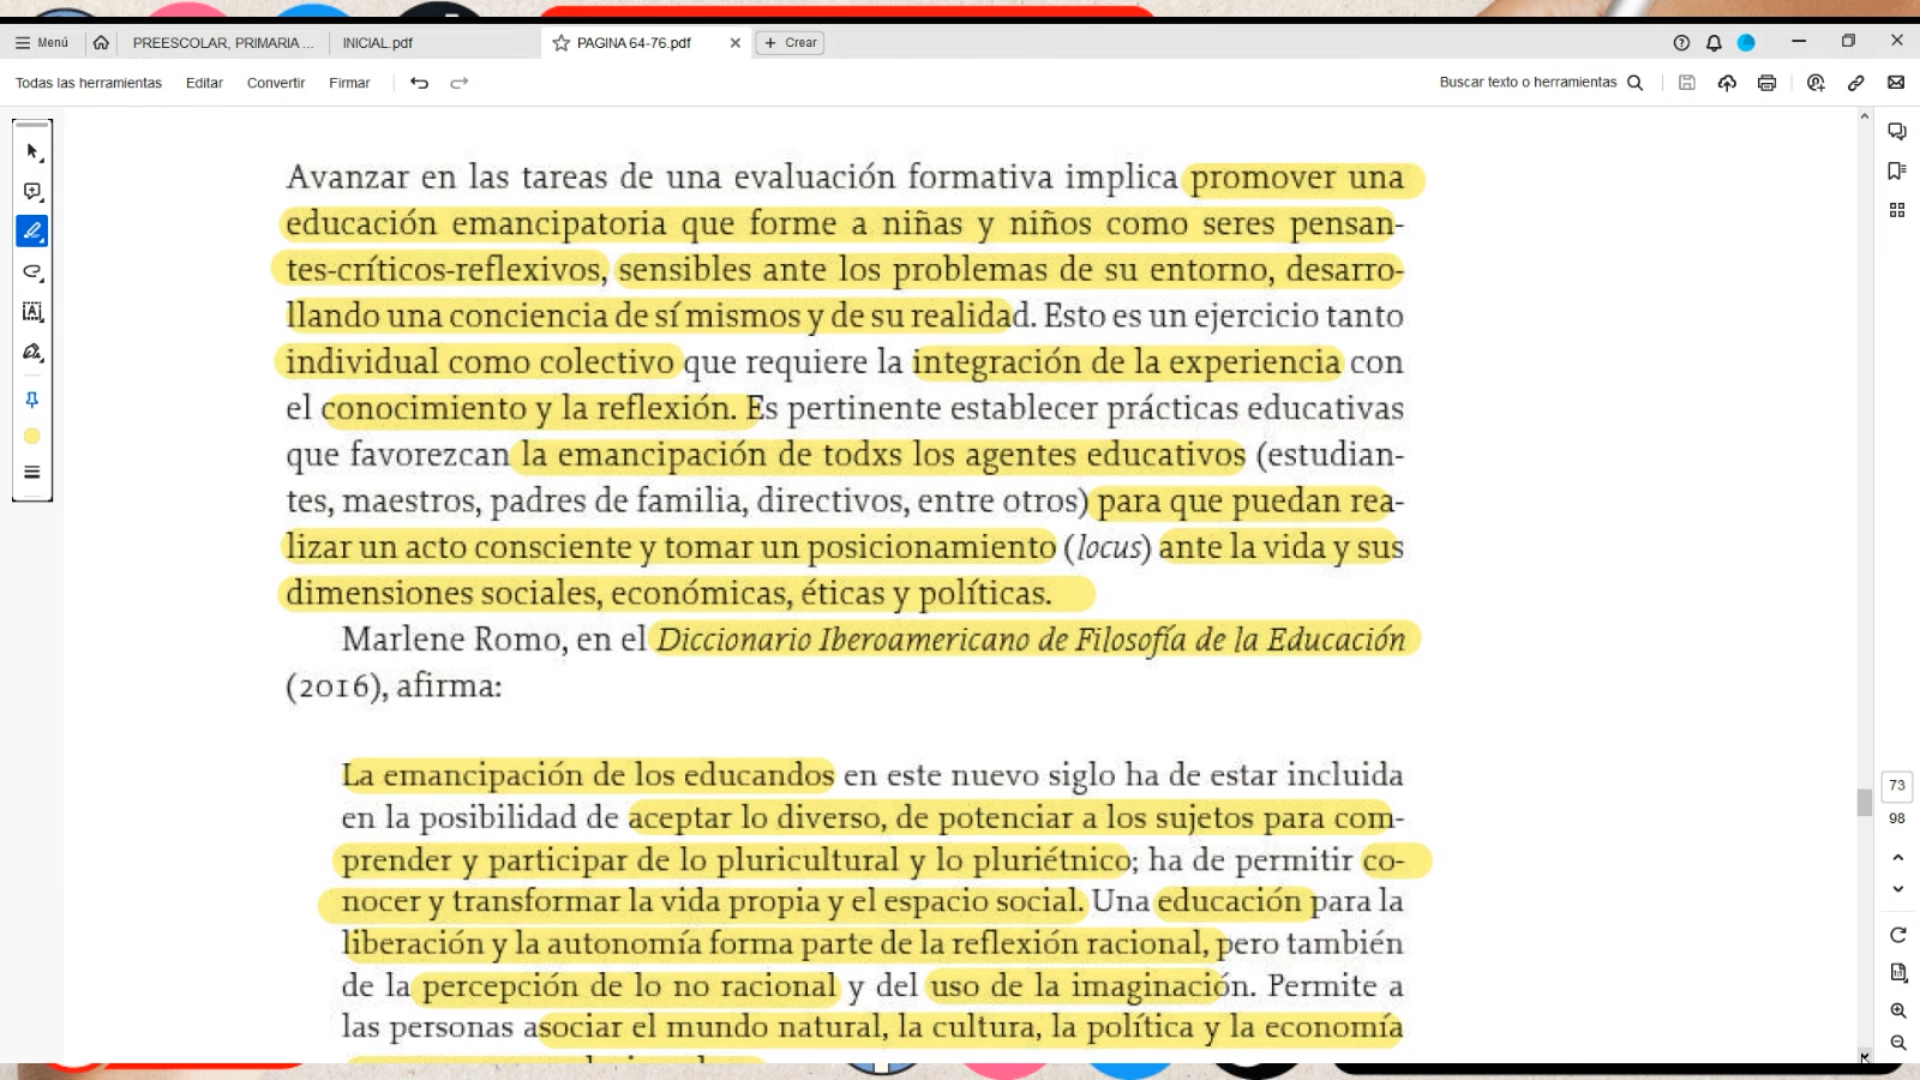 Menú
PREESCOLAR, PRIMARIA ...
INICIAL.pdf
PAGINA 64-76.pdf
Crear
Todas las herramientas
Editar
Convertir
Firmar
Buscar texto o herramientas
Avanzar en las tareas de una evaluación formativa implica promover una
educación emancipatoria que forme a niñas y niños como seres pensan-
tes-críticos-reflexivos, sensibles ante los problemas de su entorno, desarro-
llando una conciencia de sí mismos y de su realidad. Esto es un ejercicio tanto
individual como colectivo que requiere la integración de la experiencia con
el conocimiento y la reflexión. Es pertinente establecer prácticas educativas
que favorezcan la emancipación de todxs los agentes educativos (estudian-
tes, maestros, padres de familia, directivos, entre otros) para que puedan rea-
lizar un acto consciente y tomar un posicionamiento (locus) ante la vida y sus
dimensiones sociales, económicas, éticas y políticas.
Marlene Romo, en el Diccionario Iberoamericano de Filosofía de la Educación
(2016), afirma:
La emancipación de los educandos en este nuevo siglo ha de estar incluida
en la posibilidad de aceptar lo diverso, de potenciar a los sujetos para com-
prender y participar de lo pluricultural y lo pluriétnico; ha de permitir co-
nocer y transformar la vida propia y el espacio social. Una educación para la
liberación y la autonomía forma parte de la reflexión racional, pero también
de la percepción de lo no racional y del uso de la imaginación. Permite a
las personas asociar el mundo natural, la cultura, la política y la economía
73
98